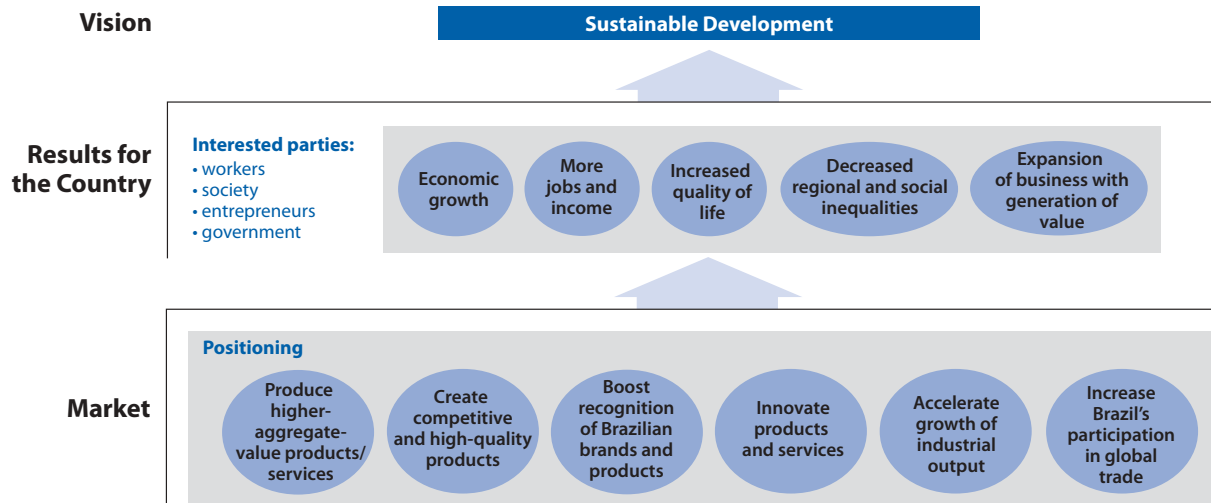 Vision
Sustainable Development
Results for
the Country
Interested parties:
• workers
• society
• entrepreneurs
• government
Economic
growth
More
jobs and
income
Increased
quality of
life
Decreased
regional and social
inequalities
Expansion
of business with
generation of
value
Market
Positioning
Produce
higher-
aggregate-
value products/
services
Create
competitive
and high-quality
products
Boost
recognition
of Brazilian
brands and
products
Innovate
products
and services
Accelerate
growth of
industrial
output
Increase
Brazil’s
participation
in global
trade